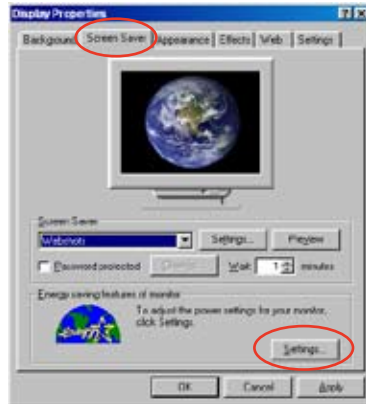 Display Properties
Background Screen Saver Appearance Effects Web Settings
Screen Saver
Webshots Settings... Preview
Password protected Change... Wait: 1 minutes
Energy saving features of monitor
To adjust the power settings for your monitor,
click Settings.
Settings...
OK Cancel Apply